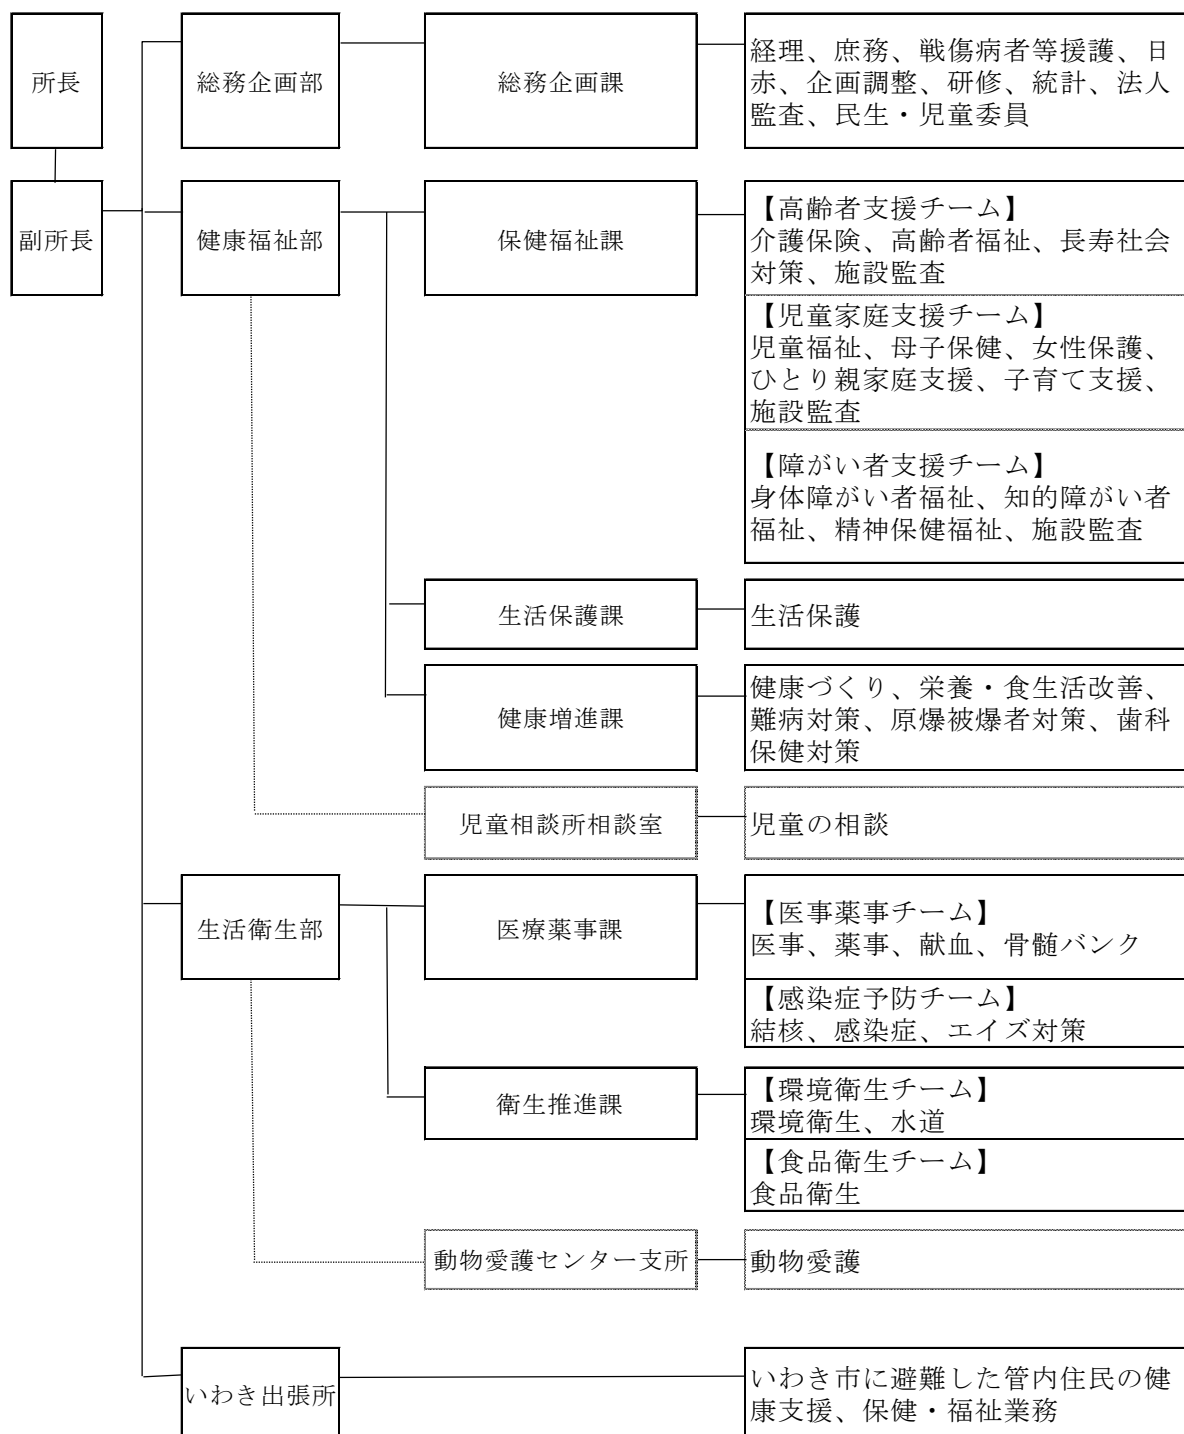 所長
総務企画部
総務企画課
経理、庶務、戦傷病者等援護、日
赤、企画調整、研修、統計、法人
監査、民生・児童委員
副所長
健康福祉部
保健福祉課
【高齢者支援チーム】
介護保険、高齢者福祉、長寿社会
対策、施設監査
【児童家庭支援チーム】
児童福祉、母子保健、女性保護、
ひとり親家庭支援、子育て支援、
施設監査
【障がい者支援チーム】
身体障がい者福祉、知的障がい者
福祉、精神保健福祉、施設監査
生活保護課
生活保護
健康増進課
健康づくり、栄養・食生活改善、
難病対策、原爆被爆者対策、歯科
保健対策
児童相談所相談室
児童の相談
生活衛生部
医療薬事課
【医事薬事チーム】
医事、薬事、献血、骨髄バンク
【感染症予防チーム】
結核、感染症、エイズ対策
衛生推進課
【環境衛生チーム】
環境衛生、水道
【食品衛生チーム】
食品衛生
動物愛護センター支所
動物愛護
いわき出張所
いわき市に避難した管内住民の健
康支援、保健・福祉業務